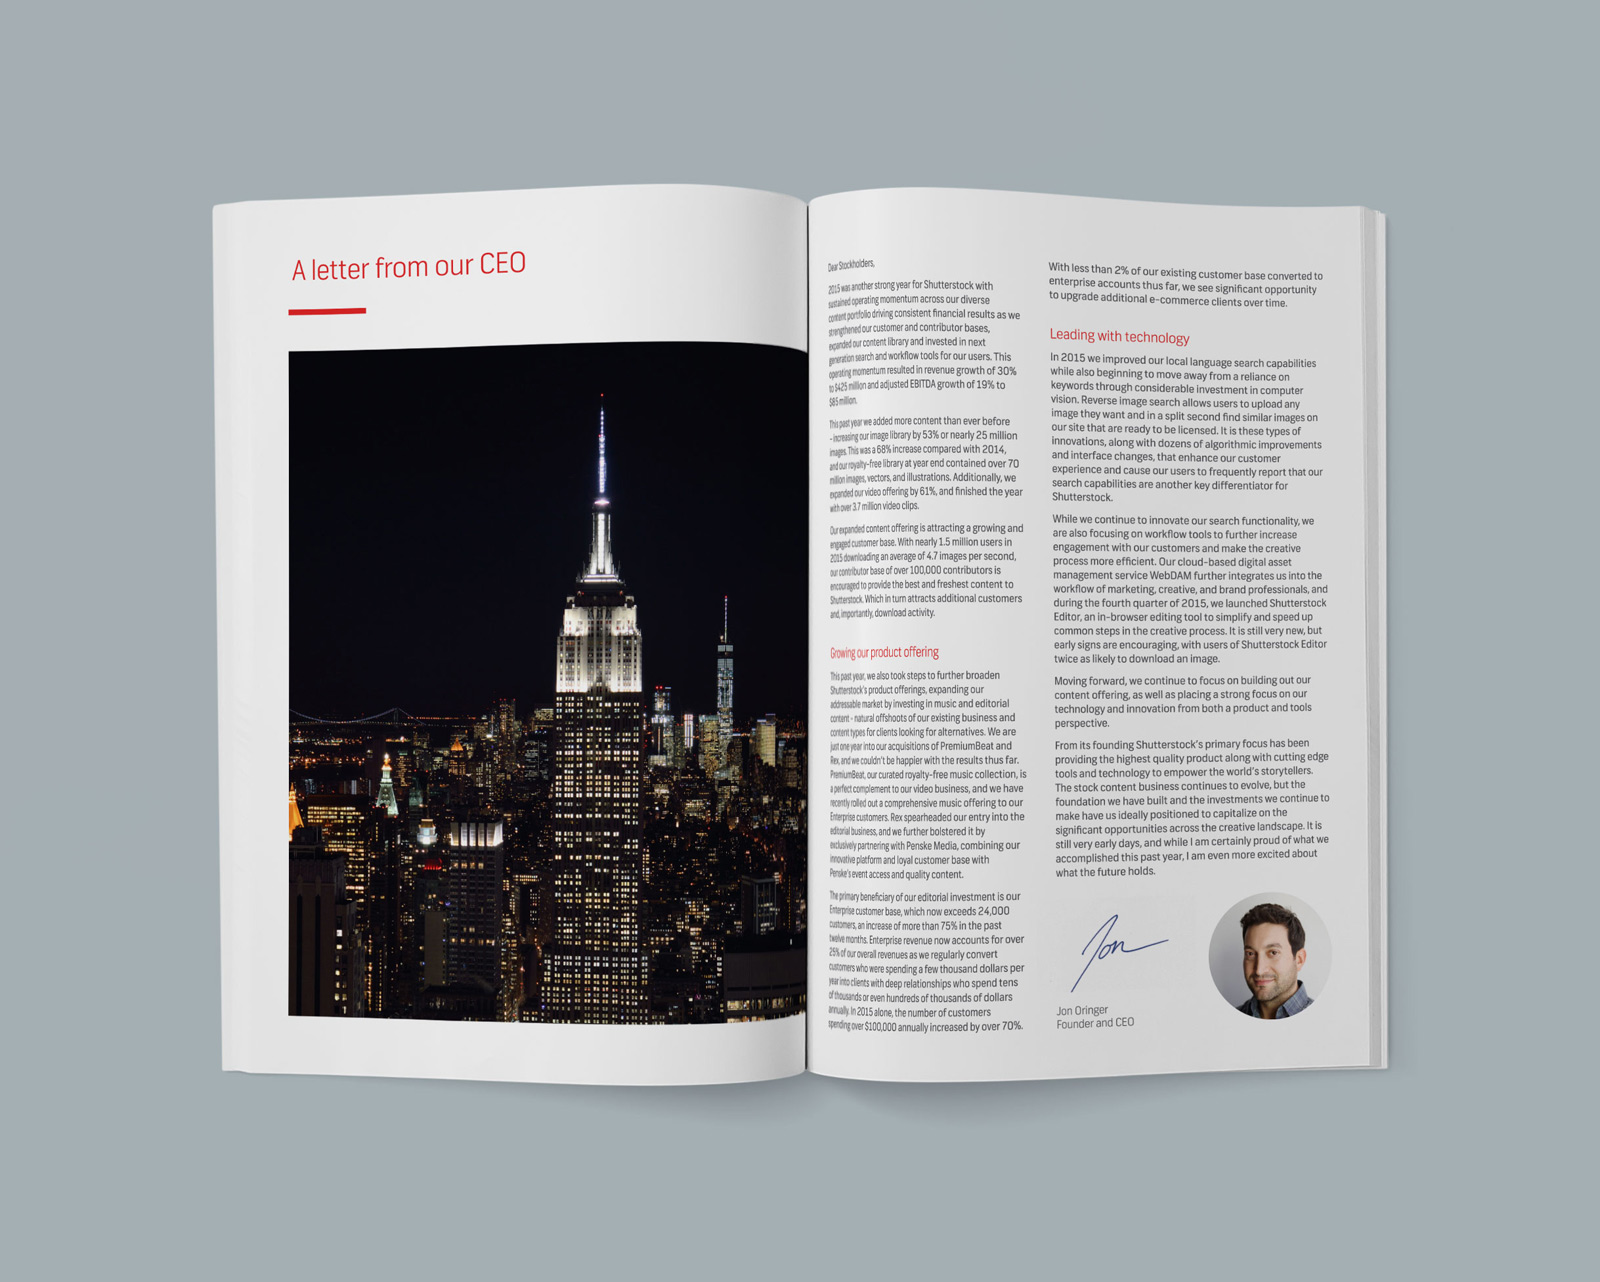 A letter from our CEO
Dear Stockholders,
2015 was another strong year for Shutterstock with
sustained operating momentum across our diverse
content portfolio driving consistent financial results as we
strengthened our customer and contributor bases,
expanded our content library and invested in next
generation search and workflow tools for our users. This
operating momentum resulted in revenue growth of 30%
to $425 million and adjusted EBITDA growth of 19% to
$85 million.
This past year we added more content than ever before
- increasing our image library by 53% or nearly 25 million
images. This was a 68% increase compared with 2014,
and our royalty-free library at year end contained over 70
million images, vectors, and illustrations. Additionally, we
expanded our video offering by 61%, and finished the year
with over 3.7 million video clips.
Our expanded content offering is attracting a growing and
engaged customer base. With nearly 1.5 million users in
2015 downloading an average of 4.7 images per second,
our contributor base of over 100,000 contributors is
encouraged to provide the best and freshest content to
Shutterstock. Which in turn attracts additional customers
and, importantly, download activity.
Growing our product offering
This past year, we also took steps to further broaden
Shutterstock's product offerings, expanding our
addressable market by investing in music and editorial
content - natural offshoots of our existing business and
content types for clients looking for alternatives. We are
just one year into our acquisitions of PremiumBeat and
Rex, and we couldn't be happier with the results thus far.
PremiumBeat, our curated royalty-free music collection, is
a perfect complement to our video business, and we have
recently rolled out a comprehensive music offering to our
Enterprise customers. Rex spearheaded our entry into the
editorial business, and we further bolstered it by
exclusively partnering with Penske Media, combining our
innovative platform and loyal customer base with
Penske's event access and quality content.
The primary beneficiary of our editorial investment is our
Enterprise customer base, which now exceeds 24,000
customers, an increase of more than 75% in the past
twelve months. Enterprise revenue now accounts for over
25% of our overall revenues as we regularly convert
customers who were spending a few thousand dollars per
year into clients with deep relationships who spend tens
of thousands or even hundreds of thousands of dollars
annually. In 2015 alone, the number of customers
spending over $100,000 annually increased by over 70%.
With less than 2% of our existing customer base converted to
enterprise accounts thus far, we see significant opportunity
to upgrade additional e-commerce clients over time.
Leading with technology
In 2015 we improved our local language search capabilities
while also beginning to move away from a reliance on
keywords through considerable investment in computer
vision. Reverse image search allows users to upload any
image they want and in a split second find similar images on
our site that are ready to be licensed. It is these types of
innovations, along with dozens of algorithmic improvements
and interface changes, that enhance our customer
experience and cause our users to frequently report that our
search capabilities are another key differentiator for
Shutterstock.
While we continue to innovate our search functionality, we
are also focusing on workflow tools to further increase
engagement with our customers and make the creative
process more efficient. Our cloud-based digital asset
management service WebDAM further integrates us into the
workflow of marketing, creative, and brand professionals, and
during the fourth quarter of 2015, we launched Shutterstock
Editor, an in-browser editing tool to simplify and speed up
common steps in the creative process. It is still very new, but
early signs are encouraging, with users of Shutterstock Editor
twice as likely to download an image.
Moving forward, we continue to focus on building out our
content offering, as well as placing a strong focus on our
technology and innovation from both a product and tools
perspective.
From its founding Shutterstock's primary focus has been
providing the highest quality product along with cutting edge
tools and technology to empower the world's storytellers.
The stock content business continues to evolve, but the
foundation we have built and the investments we continue to
make have us ideally positioned to capitalize on the
significant opportunities across the creative landscape. It is
still very early days, and while I am certainly proud of what we
accomplished this past year, I am even more excited about
what the future holds.
Jon
Jon Oringer
Founder and CEO